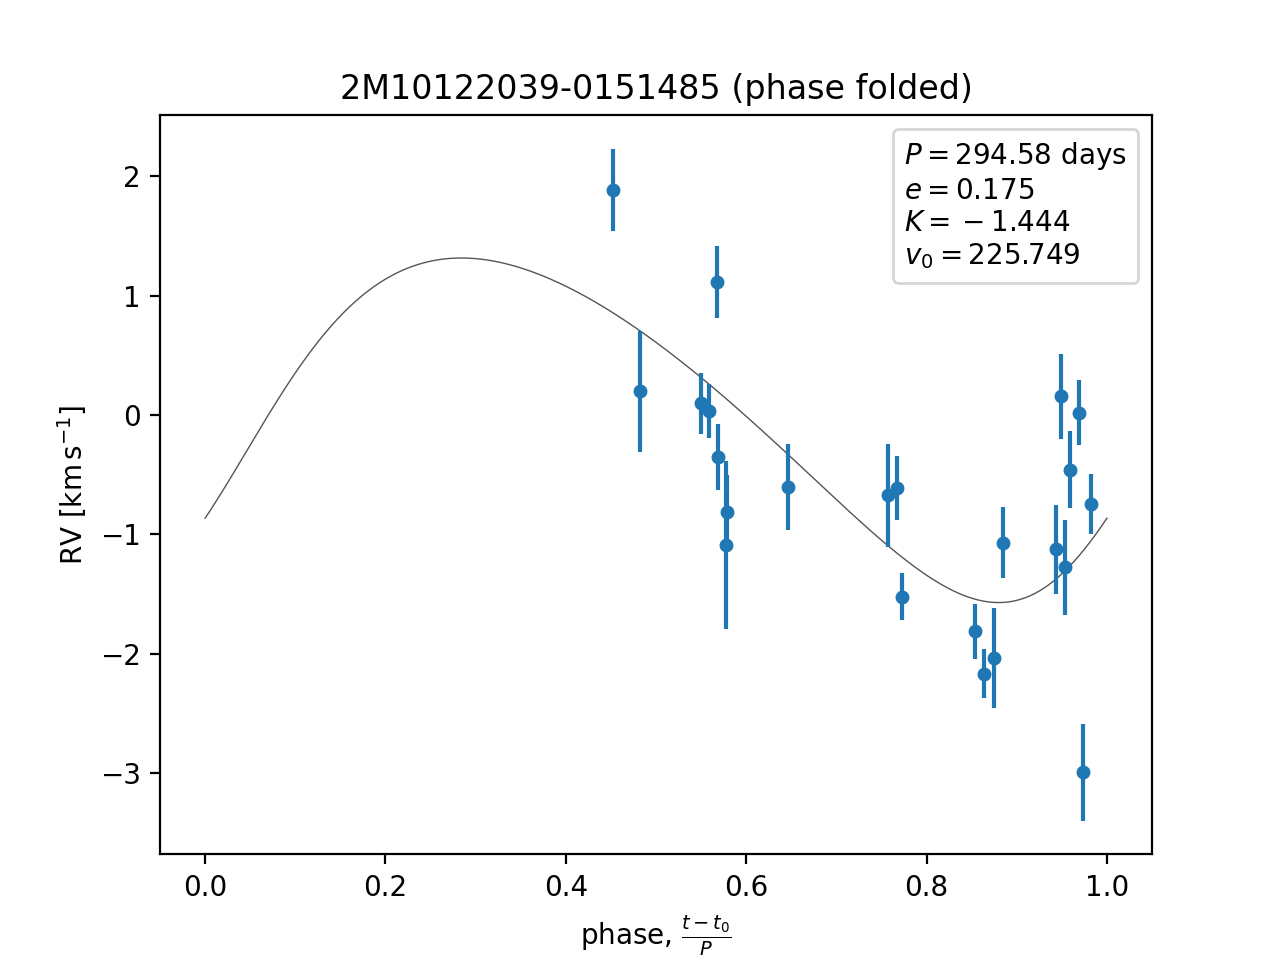 2M10122039-0151485 (phase folded)
P = 294.58 days
e = 0.175
K = −1.444
v₀ = 225.749
RV [km s⁻¹]
2
1
0
−1
−2
−3
0.0 0.2 0.4 0.6 0.8 1.0
phase, (t − t₀)/P